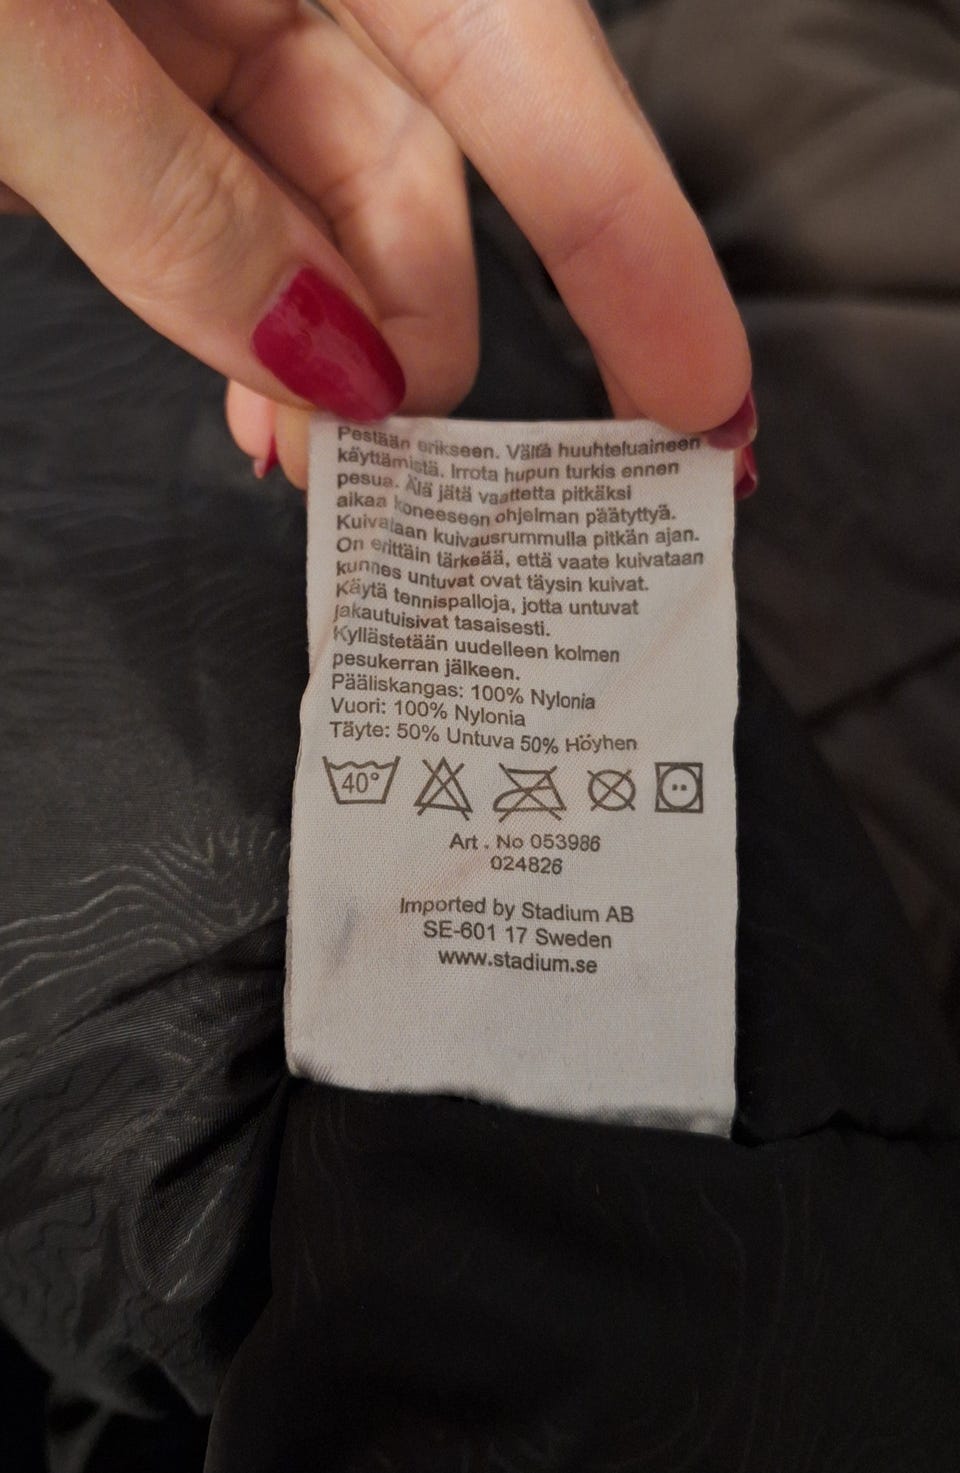 Pestään erikseen. Vältä huuhteluaineen
käyttämistä. Irrota hupun turkis ennen
pesua. Älä jätä vaattetta pitkäksi
aikaa koneeseen ohjelman päätyttyä.
Kuivataan kuivausrummulla pitkän ajan.
On erittäin tärkeää, että vaate kuivataan
kunnes untuvat ovat täysin kuivat.
Käytä tennispalloja, jotta untuvat
jakautuisivat tasaisesti.
Kyllästetään uudelleen kolmen
pesukerran jälkeen.
Pääliskangas: 100% Nylonia
Vuori: 100% Nylonia
Täyte: 50% Untuva 50% Höyhen
40°
Art . No 053986
024826
Imported by Stadium AB
SE-601 17 Sweden
www.stadium.se